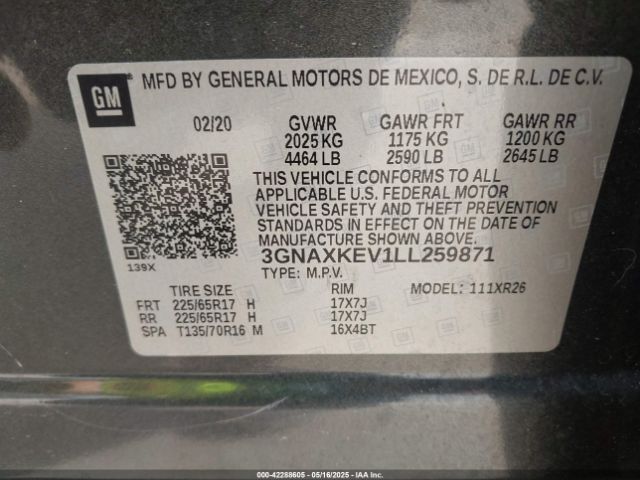 GM ® MFD BY GENERAL MOTORS DE MEXICO, S. DE R.L. DE C.V.
02/20 GVWR GAWR FRT GAWR RR
2025 KG 1175 KG 1200 KG
4464 LB 2590 LB 2645 LB
THIS VEHICLE CONFORMS TO ALL
APPLICABLE U.S. FEDERAL MOTOR
VEHICLE SAFETY AND THEFT PREVENTION
STANDARDS IN EFFECT ON THE DATE OF
MANUFACTURE SHOWN ABOVE.
139X 3GNAXKEV1LL259871
TYPE: M.P.V.
TIRE SIZE RIM MODEL: 111XR26
FRT 225/65R17 H 17X7J
RR 225/65R17 H 17X7J
SPA T135/70R16 M 16X4BT
000-42288605 - 05/16/2025 - IAA Inc.